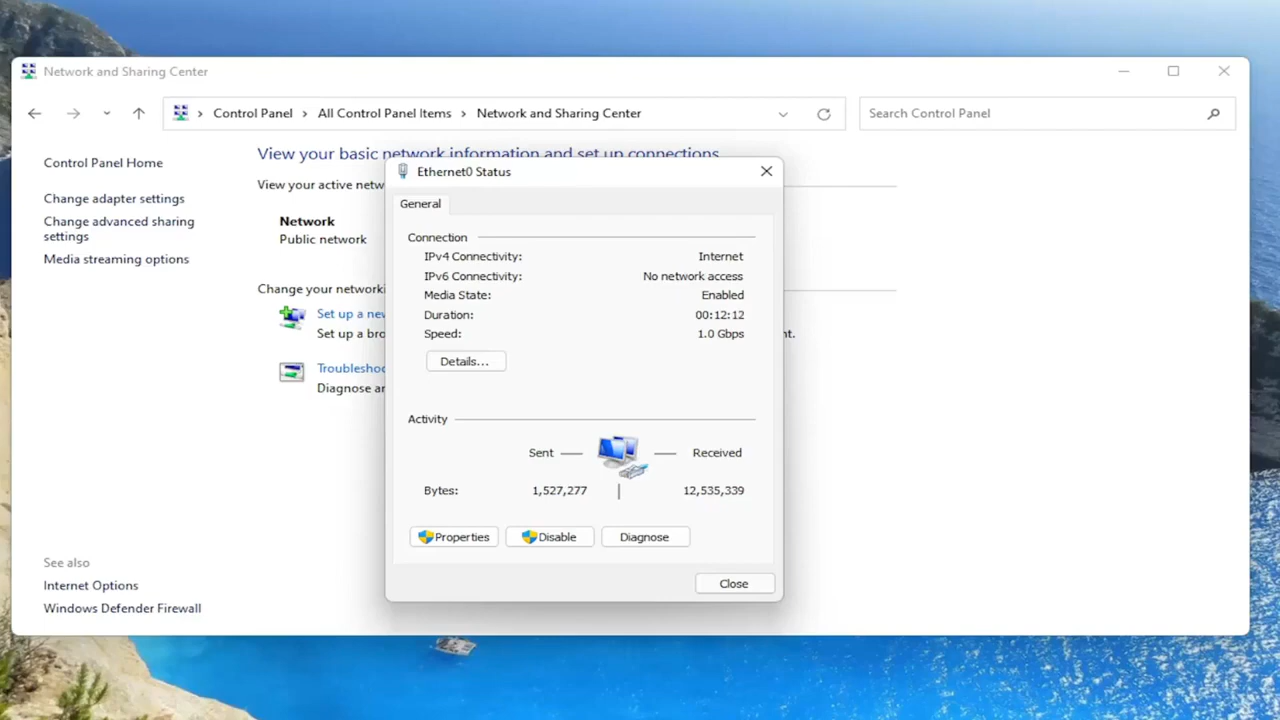 Network and Sharing Center
Control Panel > All Control Panel Items > Network and Sharing Center
Search Control Panel
Control Panel Home
Change adapter settings
Change advanced sharing
settings
Media streaming options
See also
Internet Options
Windows Defender Firewall
View your basic network information and set up connections
View your active netw
Network
Public network
Change your networki
Set up a new
Set up a bro
nt.
Troubleshoo
Diagnose an
Ethernet0 Status
General
Connection
IPv4 Connectivity: Internet
IPv6 Connectivity: No network access
Media State: Enabled
Duration: 00:12:12
Speed: 1.0 Gbps
Details...
Activity
Sent — — Received
Bytes: 1,527,277 | 12,535,339
Properties Disable Diagnose
Close